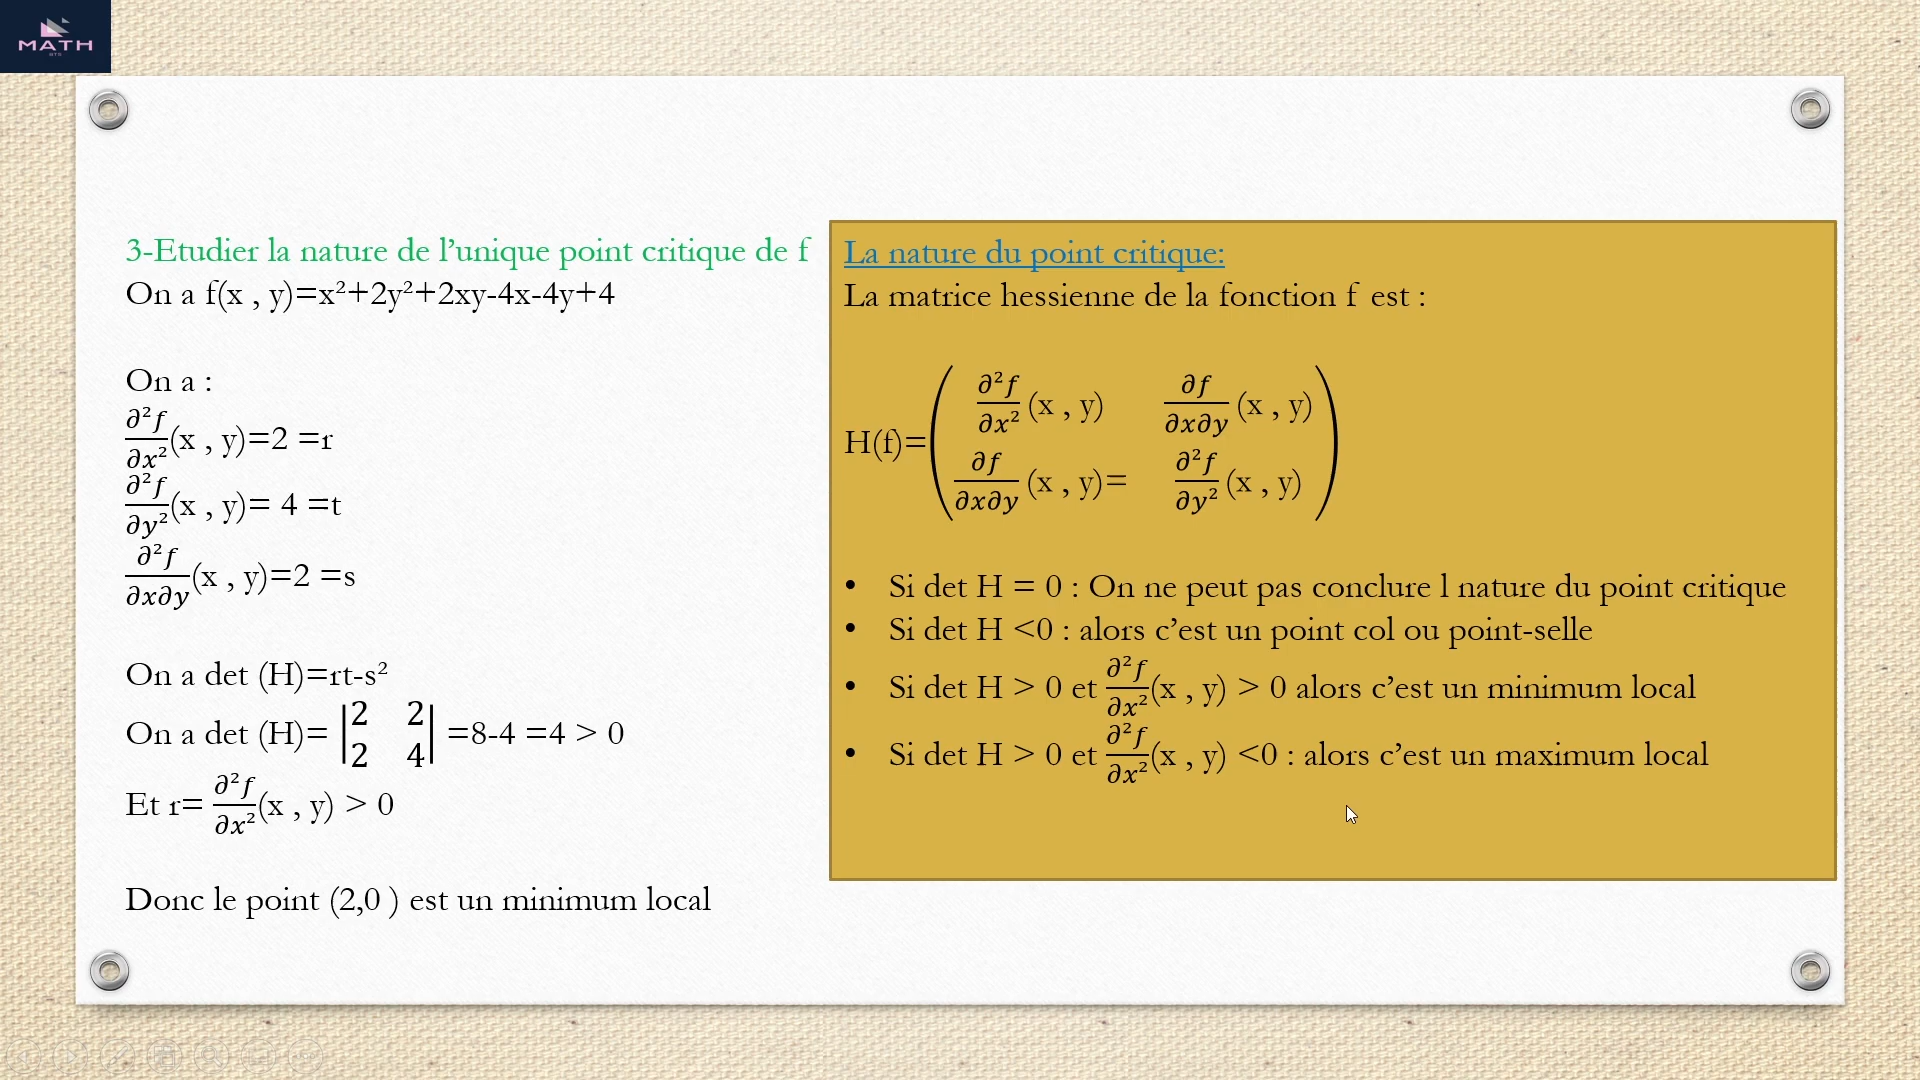 MATH
3-Etudier la nature de l’unique point critique de f
On a f(x , y)=x²+2y²+2xy-4x-4y+4
On a :
∂²f/∂x²(x , y)=2 =r
∂²f/∂y²(x , y)= 4 =t
∂²f/∂x∂y(x , y)=2 =s
On a det (H)=rt-s²
On a det (H)= |2 2; 2 4| =8-4 =4 > 0
Et r= ∂²f/∂x²(x , y) > 0
Donc le point (2,0 ) est un minimum local
La nature du point critique:
La matrice hessienne de la fonction f est :
H(f)=( ∂²f/∂x² (x , y) ∂f/∂x∂y (x , y)
∂f/∂x∂y (x , y)= ∂²f/∂y² (x , y) )
• Si det H = 0 : On ne peut pas conclure l nature du point critique
• Si det H <0 : alors c’est un point col ou point-selle
• Si det H > 0 et ∂²f/∂x²(x , y) > 0 alors c’est un minimum local
• Si det H > 0 et ∂²f/∂x²(x , y) <0 : alors c’est un maximum local